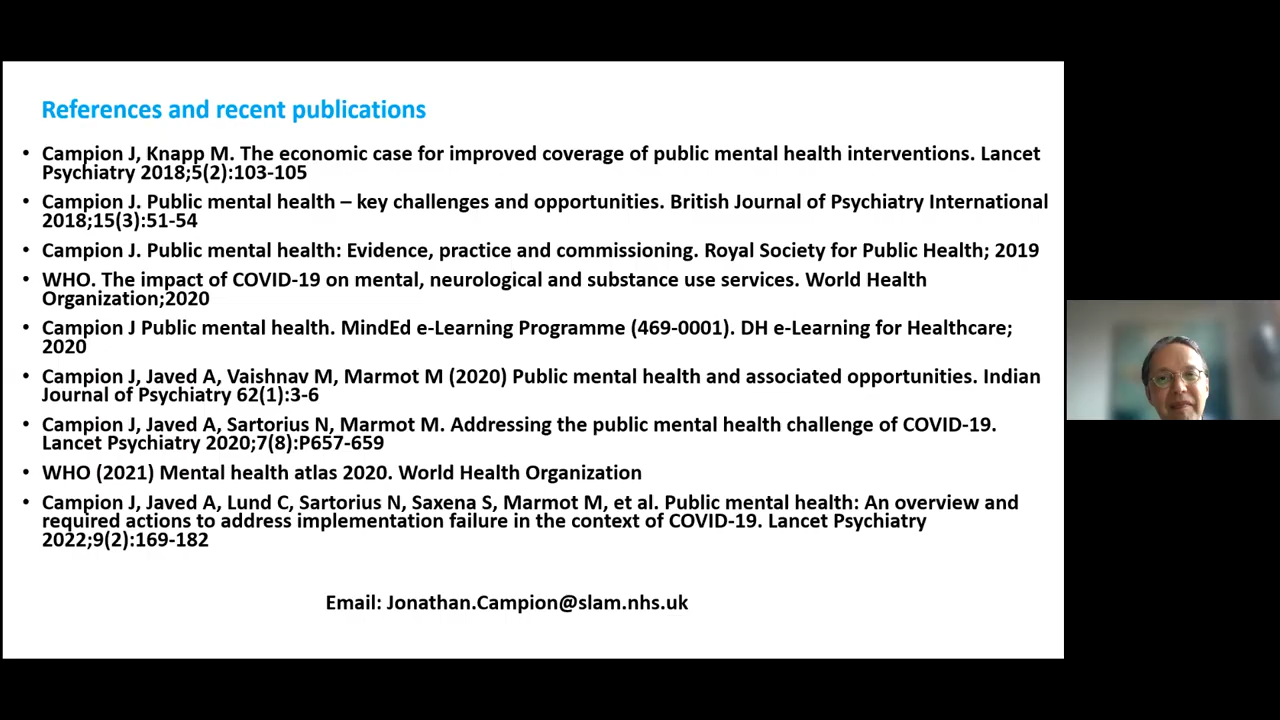 References and recent publications
• Campion J, Knapp M. The economic case for improved coverage of public mental health interventions. Lancet
Psychiatry 2018;5(2):103-105
• Campion J. Public mental health – key challenges and opportunities. British Journal of Psychiatry International
2018;15(3):51-54
• Campion J. Public mental health: Evidence, practice and commissioning. Royal Society for Public Health; 2019
• WHO. The impact of COVID-19 on mental, neurological and substance use services. World Health
Organization;2020
• Campion J Public mental health. MindEd e-Learning Programme (469-0001). DH e-Learning for Healthcare;
2020
• Campion J, Javed A, Vaishnav M, Marmot M (2020) Public mental health and associated opportunities. Indian
Journal of Psychiatry 62(1):3-6
• Campion J, Javed A, Sartorius N, Marmot M. Addressing the public mental health challenge of COVID-19.
Lancet Psychiatry 2020;7(8):P657-659
• WHO (2021) Mental health atlas 2020. World Health Organization
• Campion J, Javed A, Lund C, Sartorius N, Saxena S, Marmot M, et al. Public mental health: An overview and
required actions to address implementation failure in the context of COVID-19. Lancet Psychiatry
2022;9(2):169-182
Email: Jonathan.Campion@slam.nhs.uk